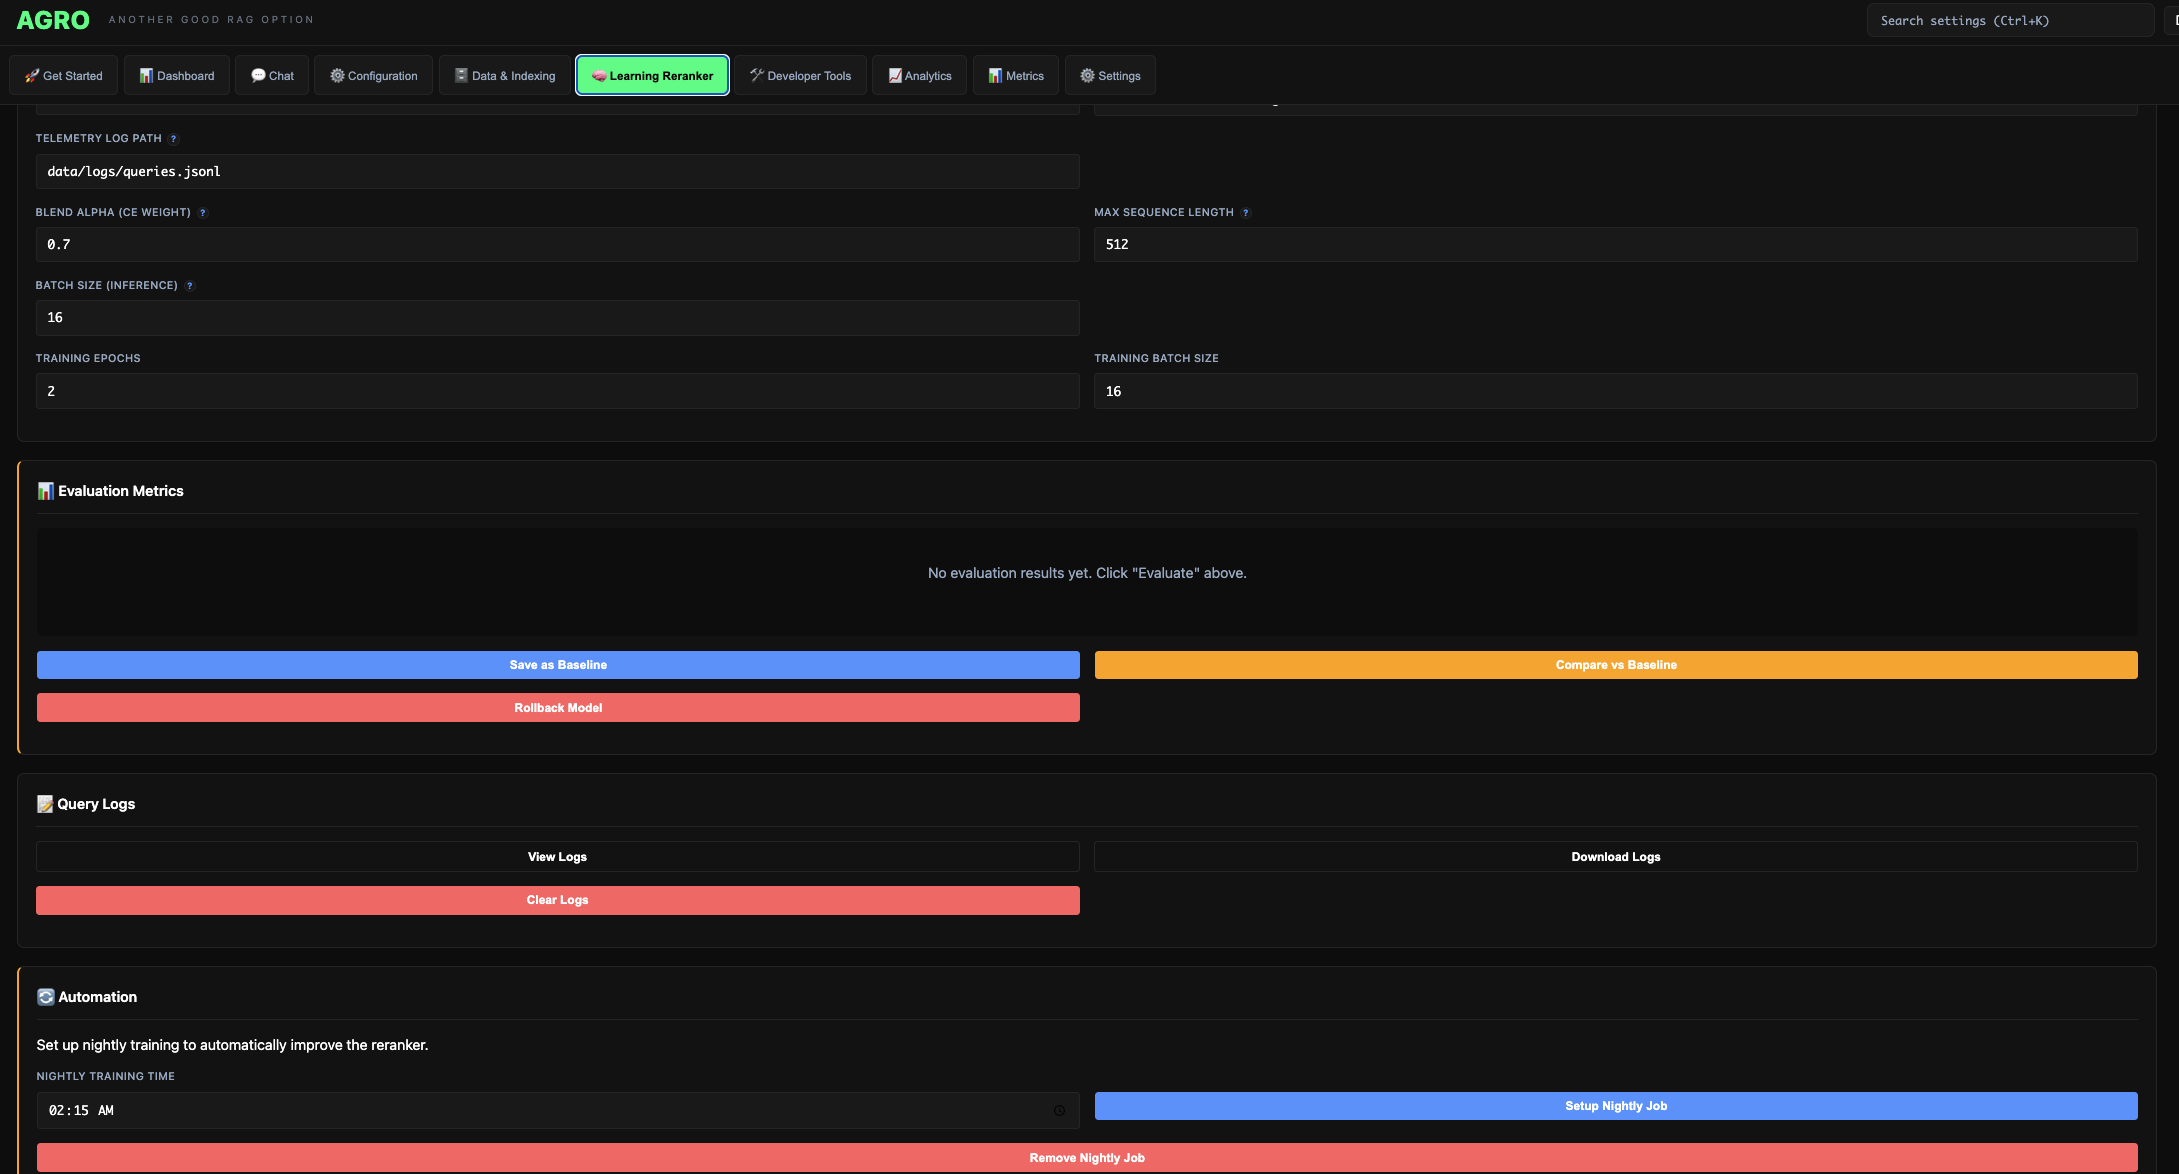 AGRO ANOTHER GOOD RAG OPTION
Search settings (Ctrl+K)
Get Started
Dashboard
Chat
Configuration
Data & Indexing
Learning Reranker
Developer Tools
Analytics
Metrics
Settings
TELEMETRY LOG PATH ?
data/logs/queries.jsonl
BLEND ALPHA (CE WEIGHT) ?
0.7
MAX SEQUENCE LENGTH ?
512
BATCH SIZE (INFERENCE) ?
16
TRAINING EPOCHS
2
TRAINING BATCH SIZE
16
Evaluation Metrics
No evaluation results yet. Click "Evaluate" above.
Save as Baseline
Compare vs Baseline
Rollback Model
Query Logs
View Logs
Download Logs
Clear Logs
Automation
Set up nightly training to automatically improve the reranker.
NIGHTLY TRAINING TIME
02:15 AM
Setup Nightly Job
Remove Nightly Job